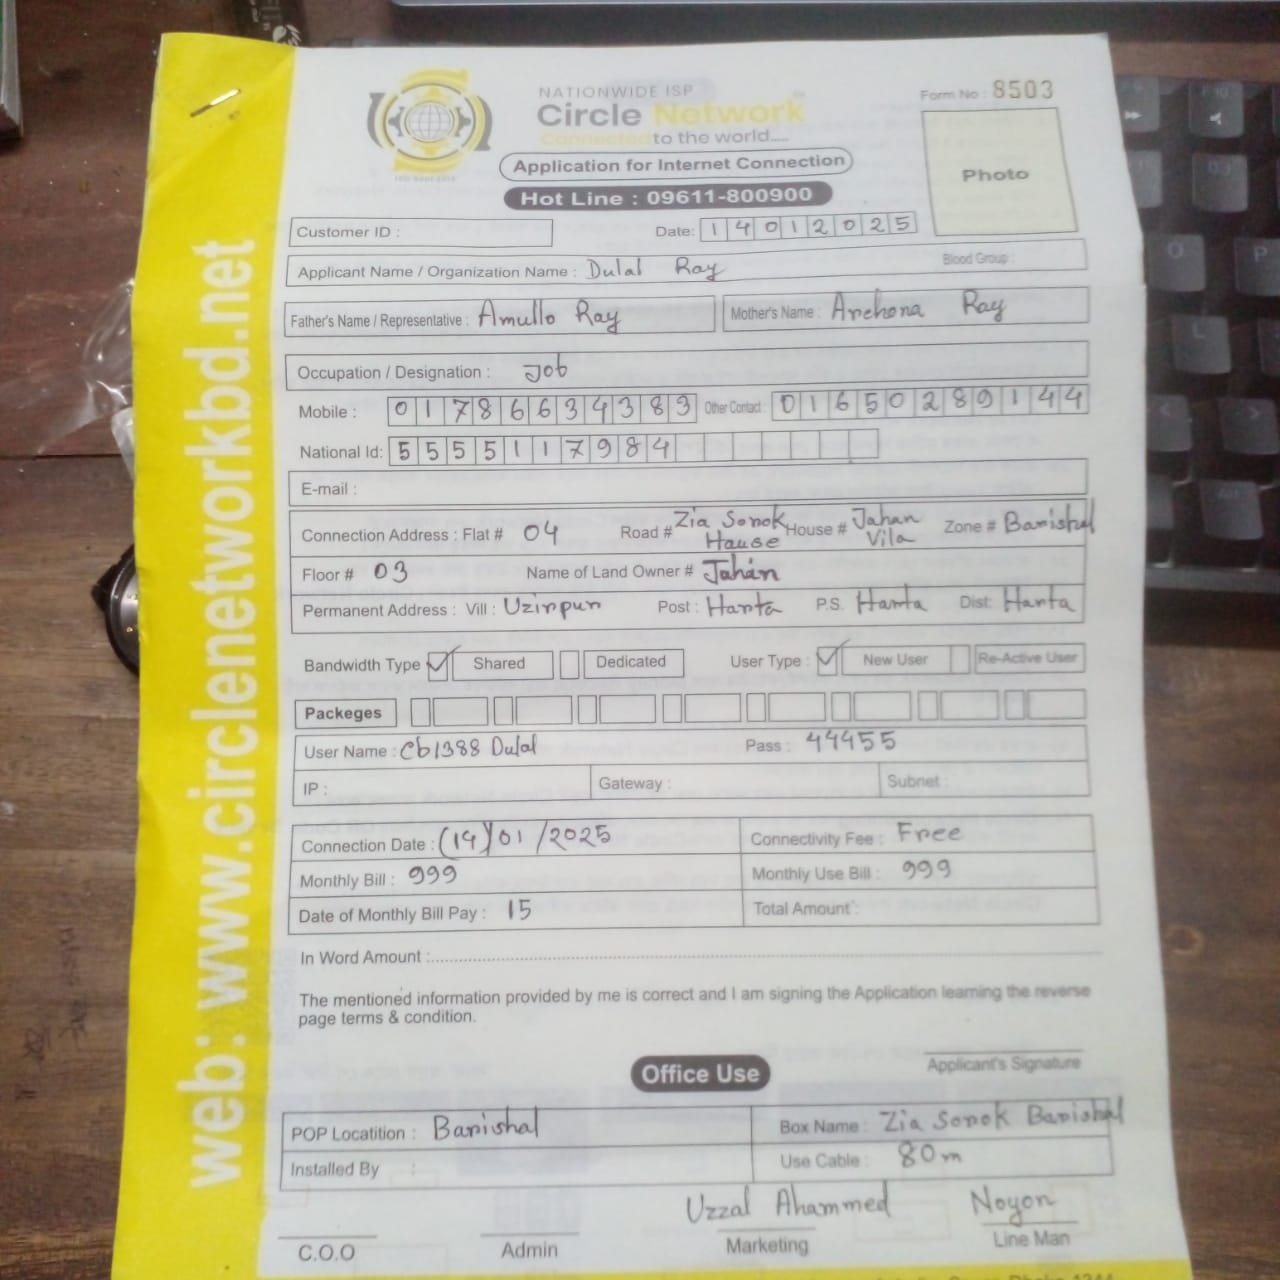 NATIONWIDE ISP
Circle Network
Connected to the world.....
Application for Internet Connection
Hot Line : 09611-800900
Form No : 8503
Photo
Customer ID :
Date: 14012025
Applicant Name / Organization Name : Dulal Ray
Blood Group :
Father's Name / Representative : Amullo Ray
Mother's Name : Archona Ray
Occupation / Designation : Job
Mobile : 01786634383 Other Contact : 01650289144
National Id: 5555117984
E-mail :
Connection Address : Flat # 04 Road # Zia Sorok Hause House # Jahan Vila Zone # Barishal
Floor # 03 Name of Land Owner # Jahan
Permanent Address : Vill : Uzirpur Post : Harta P.S. Harta Dist: Harta
Bandwidth Type Shared Dedicated User Type : New User Re-Active User
Packeges
User Name : Cb1388 Dulal Pass : 44455
IP : Gateway : Subnet :
Connection Date : (14)/01/2025 Connectivity Fee : Free
Monthly Bill : 999 Monthly Use Bill : 999
Date of Monthly Bill Pay : 15 Total Amount :
In Word Amount :
The mentioned information provided by me is correct and I am signing the Application learning the reverse
page terms & condition.
Applicant's Signature
Office Use
POP Locatition : Barishal Box Name : Zia Sorok Barishal
Installed By : Use Cable : 80m
Uzzal Ahammed Noyon
C.O.O Admin Marketing Line Man
web: www.circlenetworkbd.net